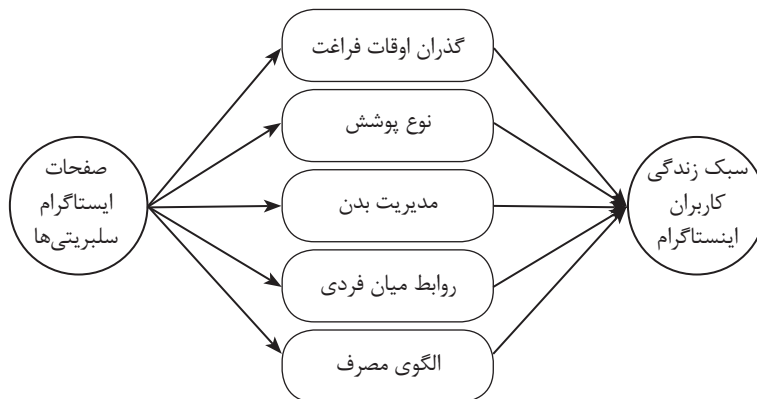 گذران اوقات فراغت
نوع پوشش
مدیریت بدن
روابط میان فردی
الگوی مصرف
صفحات
ایستاگرام
سلبریتی‌ها
سبک زندگی
کاربران
اینستاگرام